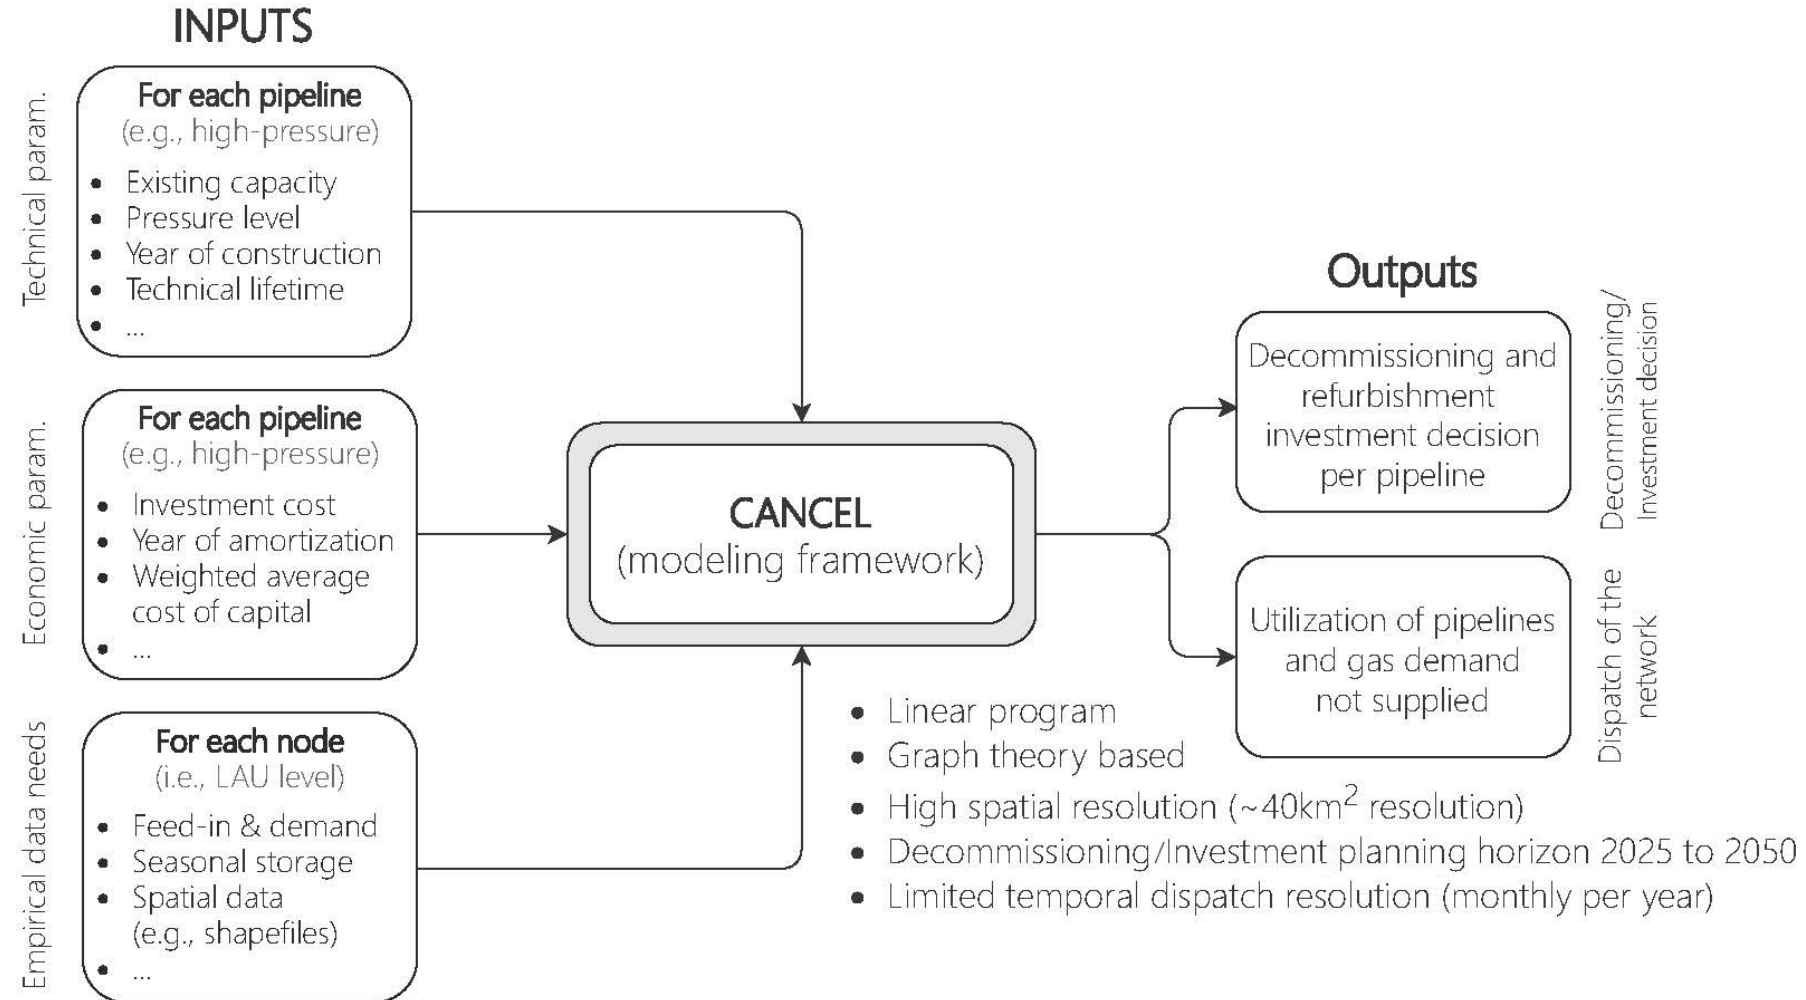 INPUTS
Technical param.
For each pipeline
(e.g., high-pressure)
• Existing capacity
• Pressure level
• Year of construction
• Technical lifetime
• ...
Economic param.
For each pipeline
(e.g., high-pressure)
• Investment cost
• Year of amortization
• Weighted average
cost of capital
• ...
Empirical data needs
For each node
(i.e., LAU level)
• Feed-in & demand
• Seasonal storage
• Spatial data
(e.g., shapefiles)
• ...
CANCEL
(modeling framework)
• Linear program
• Graph theory based
• High spatial resolution (~40km² resolution)
• Decommissioning/Investment planning horizon 2025 to 2050
• Limited temporal dispatch resolution (monthly per year)
Outputs
Decommissioning and
refurbishment
investment decision
per pipeline
Decommissioning/
Investment decision
Utilization of pipelines
and gas demand
not supplied
Dispatch of the
network